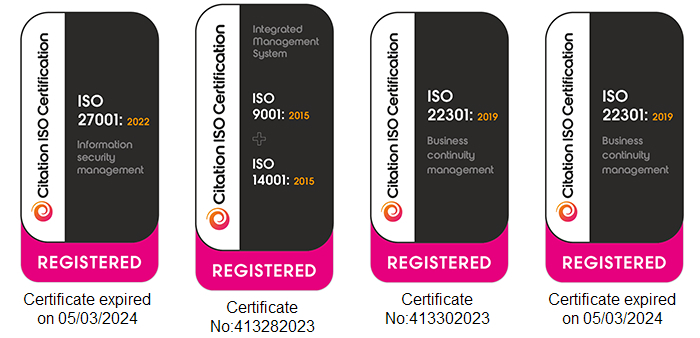 Citation ISO Certification
ISO
27001: 2022
Information
security
management
REGISTERED
Certificate expired
on 05/03/2024
Citation ISO Certification
Integrated
Management
System
ISO
9001: 2015
ISO
14001: 2015
REGISTERED
Certificate
No:413282023
Citation ISO Certification
ISO
22301: 2019
Business
continuity
management
REGISTERED
Certificate
No:413302023
Citation ISO Certification
ISO
22301: 2019
Business
continuity
management
REGISTERED
Certificate expired
on 05/03/2024